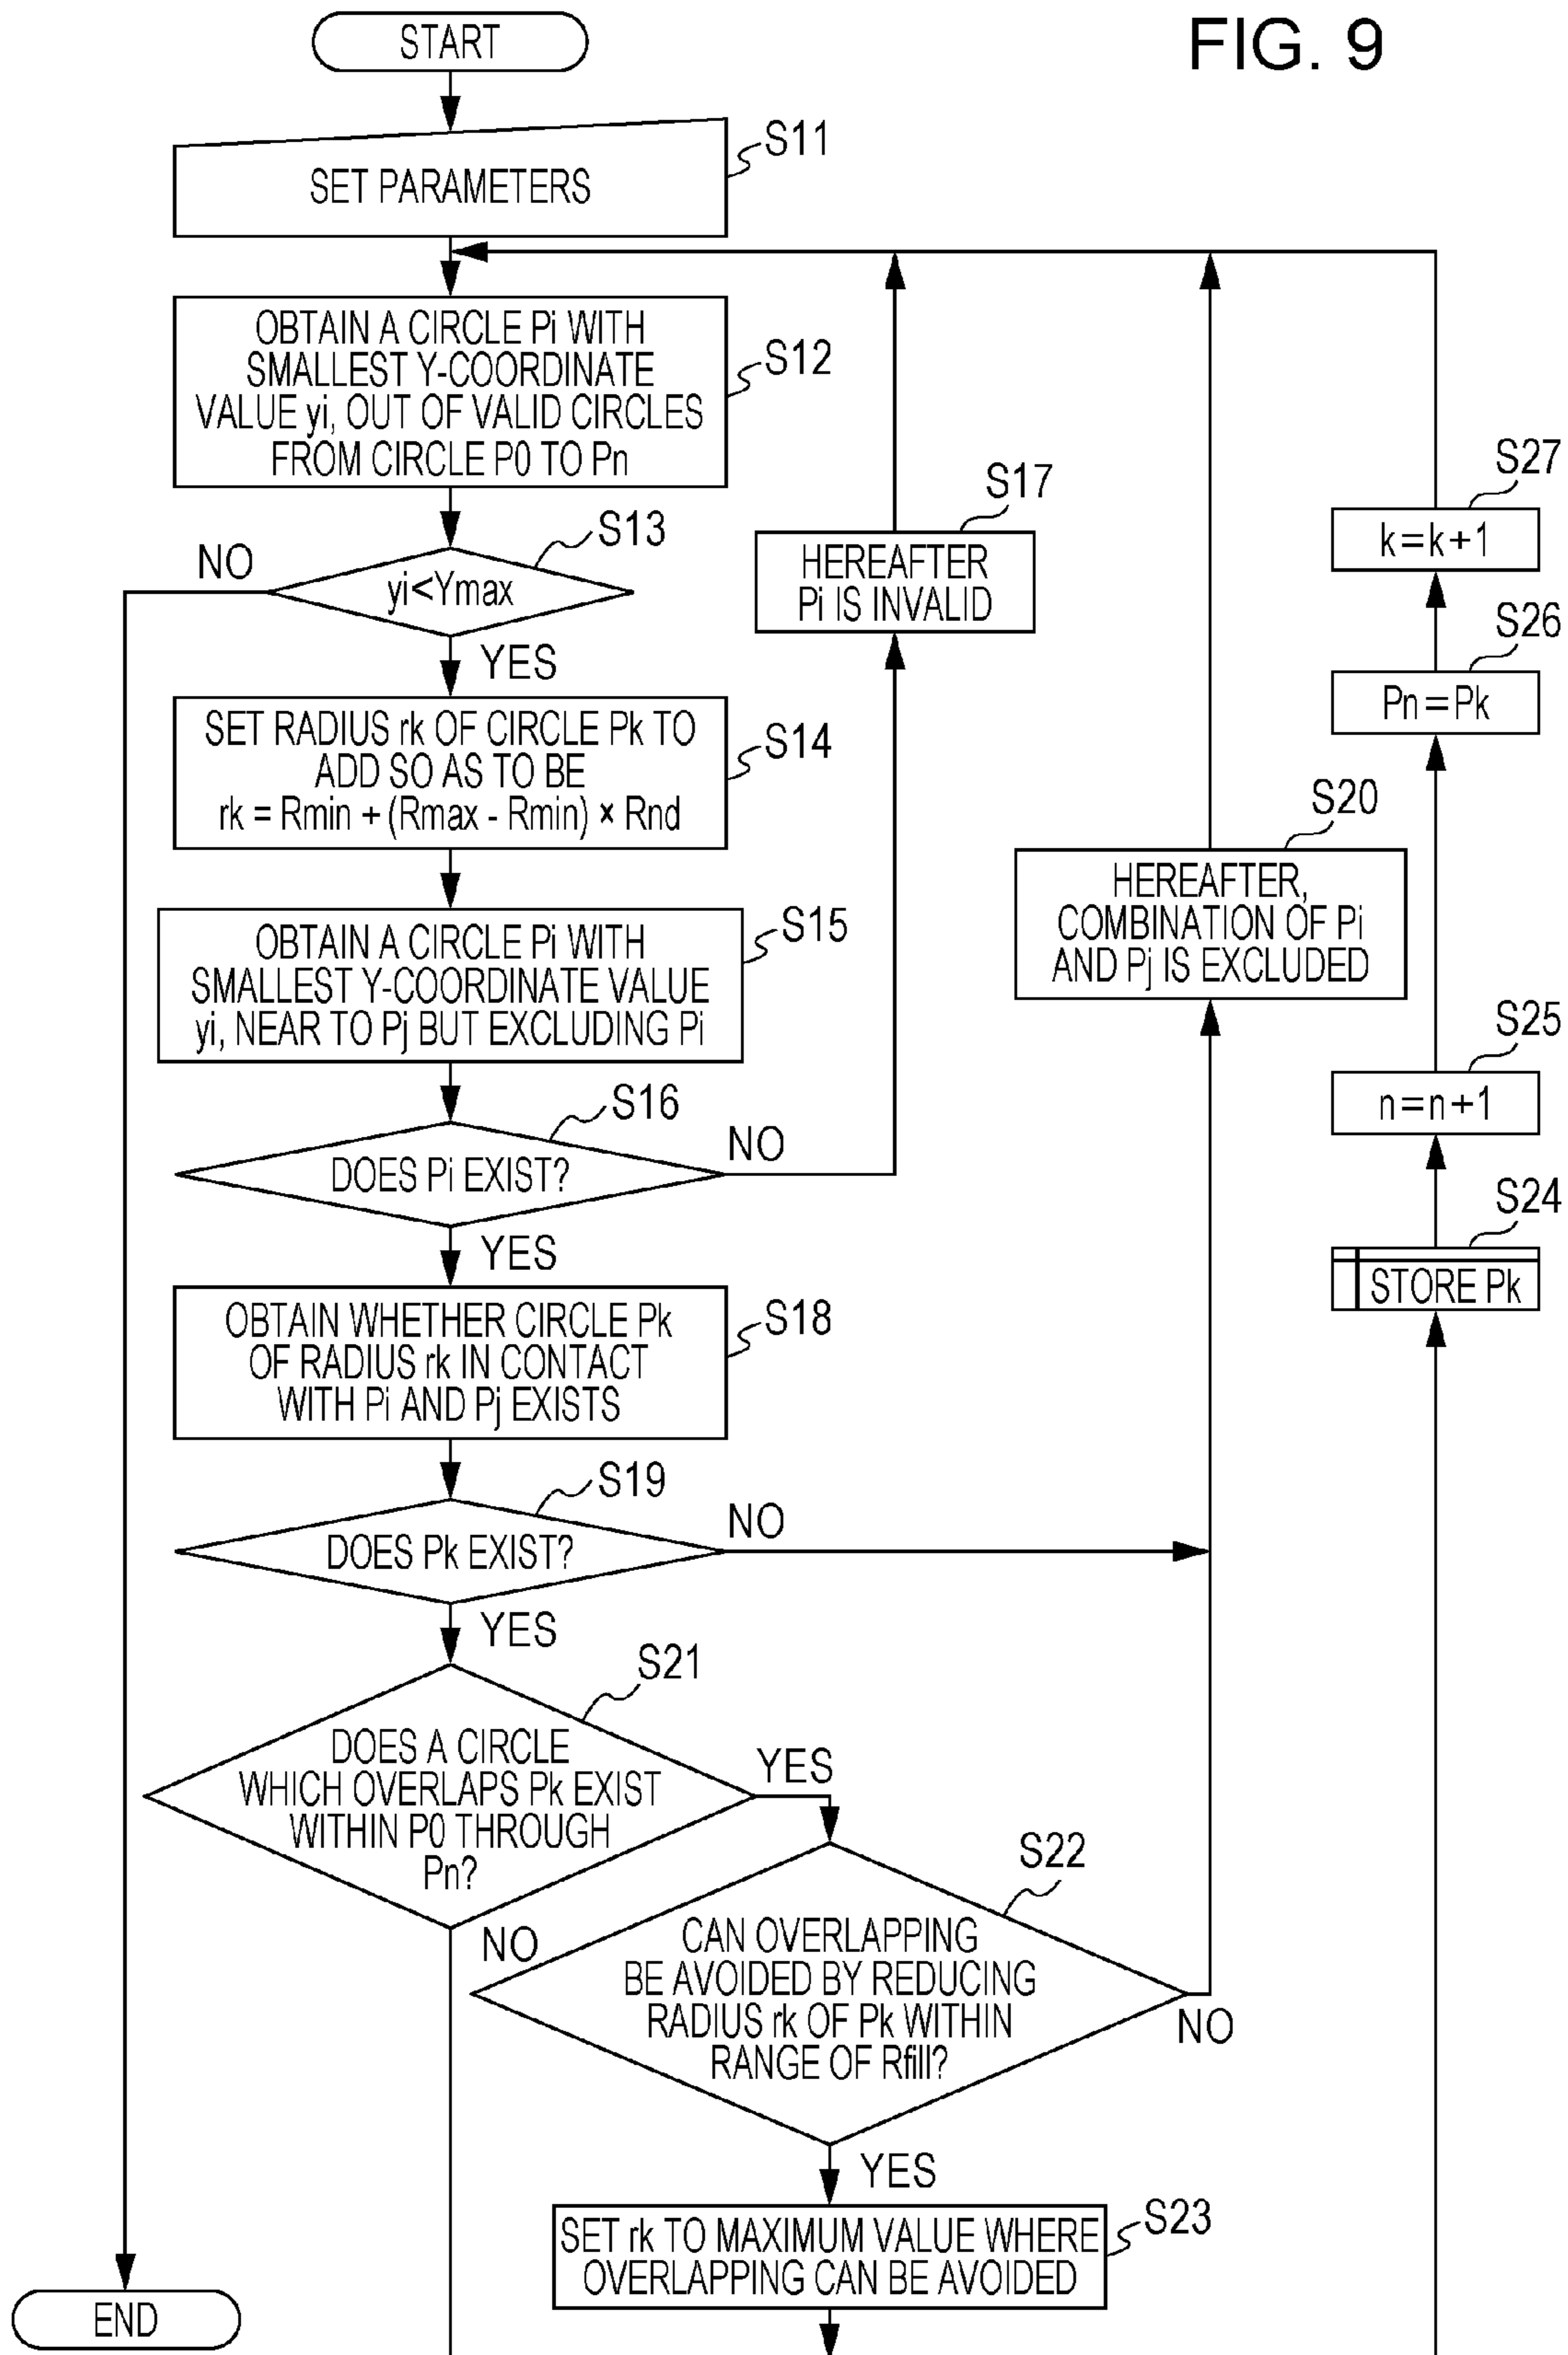 FIG. 9
START
S11
SET PARAMETERS
OBTAIN A CIRCLE Pi WITH
SMALLEST Y-COORDINATE
VALUE yi, OUT OF VALID CIRCLES
FROM CIRCLE P0 TO Pn
S12
S13
NO
yi<Ymax
YES
SET RADIUS rk OF CIRCLE Pk TO
ADD SO AS TO BE
rk = Rmin + (Rmax - Rmin) × Rnd
S14
OBTAIN A CIRCLE Pi WITH
SMALLEST Y-COORDINATE VALUE
yi, NEAR TO Pj BUT EXCLUDING Pi
S15
S16
DOES Pi EXIST?
NO
YES
S17
HEREAFTER
Pi IS INVALID
OBTAIN WHETHER CIRCLE Pk
OF RADIUS rk IN CONTACT
WITH Pi AND Pj EXISTS
S18
S19
DOES Pk EXIST?
NO
YES
S20
HEREAFTER,
COMBINATION OF Pi
AND Pj IS EXCLUDED
S21
DOES A CIRCLE
WHICH OVERLAPS Pk EXIST
WITHIN P0 THROUGH
Pn?
YES
NO
S22
CAN OVERLAPPING
BE AVOIDED BY REDUCING
RADIUS rk OF Pk WITHIN
RANGE OF Rfill?
NO
YES
S23
SET rk TO MAXIMUM VALUE WHERE
OVERLAPPING CAN BE AVOIDED
S27
k=k+1
S26
Pn=Pk
S25
n=n+1
S24
STORE Pk
END